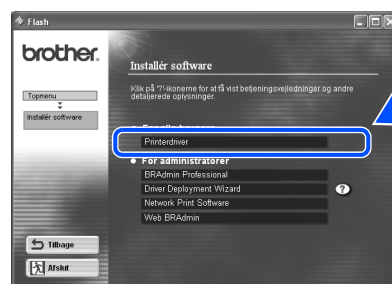 Flash
brother.
Installér software
Klik på '?'-ikonerne for at få vist betjeningsvejledninger og andre
detaljerede oplysninger.
Topmenu
Installér software
Printerdriver
For administratorer
BRAdmin Professional
Driver Deployment Wizard
?
Network Print Software
Web BRAdmin
Tilbage
Afslut